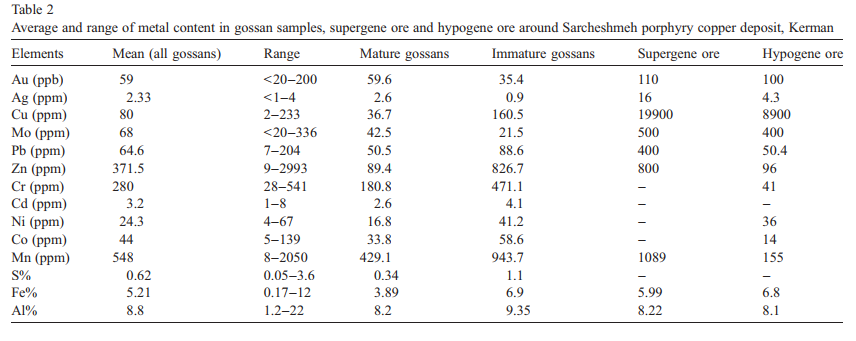 Table 2
Average and range of metal content in gossan samples, supergene ore and hypogene ore around Sarcheshmeh porphyry copper deposit, Kerman
Elements Mean (all gossans) Range Mature gossans Immature gossans Supergene ore Hypogene ore
Au (ppb) 59 <20–200 59.6 35.4 110 100
Ag (ppm) 2.33 <1–4 2.6 0.9 16 4.3
Cu (ppm) 80 2–233 36.7 160.5 19900 8900
Mo (ppm) 68 <20–336 42.5 21.5 500 400
Pb (ppm) 64.6 7–204 50.5 88.6 400 50.4
Zn (ppm) 371.5 9–2993 89.4 826.7 800 96
Cr (ppm) 280 28–541 180.8 471.1 – 41
Cd (ppm) 3.2 1–8 2.6 4.1 – –
Ni (ppm) 24.3 4–67 16.8 41.2 – 36
Co (ppm) 44 5–139 33.8 58.6 – 14
Mn (ppm) 548 8–2050 429.1 943.7 1089 155
S% 0.62 0.05–3.6 0.34 1.1 – –
Fe% 5.21 0.17–12 3.89 6.9 5.99 6.8
Al% 8.8 1.2–22 8.2 9.35 8.22 8.1